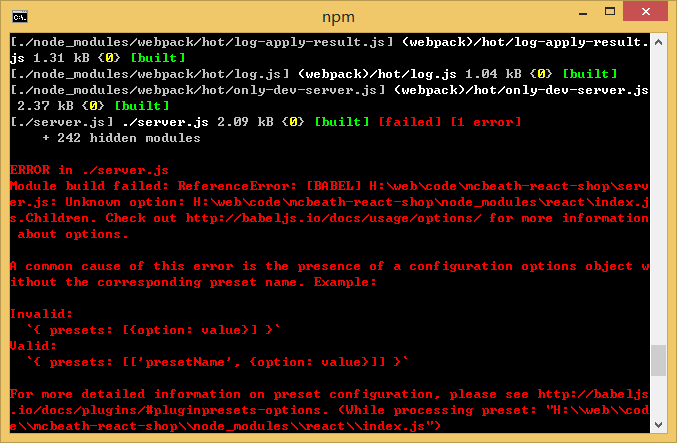 npm
[./node_modules/webpack/hot/log-apply-result.js] (webpack)/hot/log-apply-result.
js 1.31 kB {0} [built]
[./node_modules/webpack/hot/log.js] (webpack)/hot/log.js 1.04 kB {0} [built]
[./node_modules/webpack/hot/only-dev-server.js] (webpack)/hot/only-dev-server.js
 2.37 kB {0} [built]
[./server.js] ./server.js 2.09 kB {0} [built] [failed] [1 error]
    + 242 hidden modules

ERROR in ./server.js
Module build failed: ReferenceError: [BABEL] H:\web\code\mcbeath-react-shop\serv
er.js: Unknown option: H:\web\code\mcbeath-react-shop\node_modules\react\index.j
s.Children. Check out http://babeljs.io/docs/usage/options/ for more information
 about options.

A common cause of this error is the presence of a configuration options object w
ithout the corresponding preset name. Example:

Invalid:
  `{ presets: [{option: value}] }`
Valid:
  `{ presets: [['presetName', {option: value}]] }`

For more detailed information on preset configuration, please see http://babeljs
.io/docs/plugins/#pluginpresets-options. (While processing preset: "H:\\web\\cod
e\\mcbeath-react-shop\\node_modules\\react\\index.js")